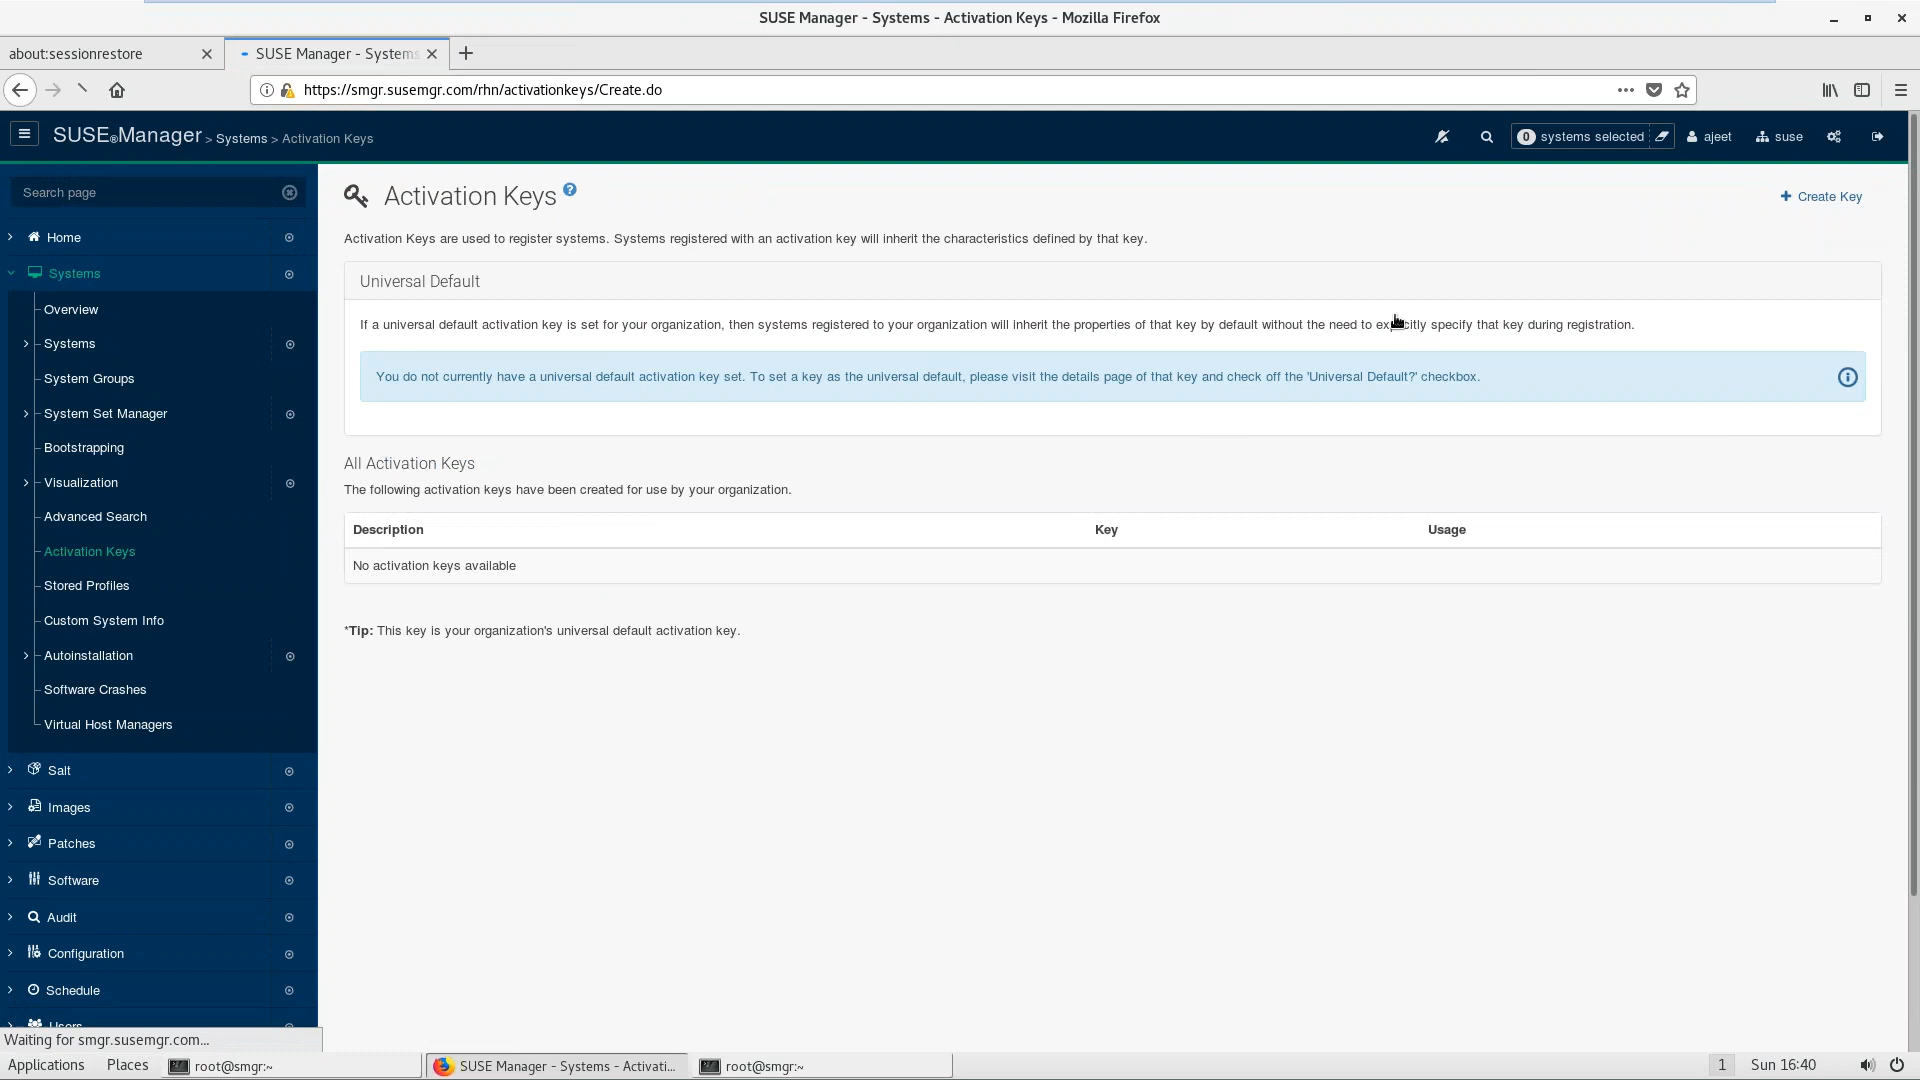 SUSE Manager - Systems - Activation Keys - Mozilla Firefox
about:sessionrestore
SUSE Manager - Systems
https://smgr.susemgr.com/rhn/activationkeys/Create.do
SUSE Manager > Systems > Activation Keys
0 systems selected
ajeet
suse
Search page
Home
Systems
Overview
Systems
System Groups
System Set Manager
Bootstrapping
Visualization
Advanced Search
Activation Keys
Stored Profiles
Custom System Info
Autoinstallation
Software Crashes
Virtual Host Managers
Salt
Images
Patches
Software
Audit
Configuration
Schedule
Users
Waiting for smgr.susemgr.com...
Activation Keys ?
+ Create Key
Activation Keys are used to register systems. Systems registered with an activation key will inherit the characteristics defined by that key.
Universal Default
If a universal default activation key is set for your organization, then systems registered to your organization will inherit the properties of that key by default without the need to explicitly specify that key during registration.
You do not currently have a universal default activation key set. To set a key as the universal default, please visit the details page of that key and check off the 'Universal Default?' checkbox.
All Activation Keys
The following activation keys have been created for use by your organization.
Description Key Usage
No activation keys available
*Tip: This key is your organization's universal default activation key.
Applications Places root@smgr:~ SUSE Manager - Systems - Activati... root@smgr:~ 1 Sun 16:40